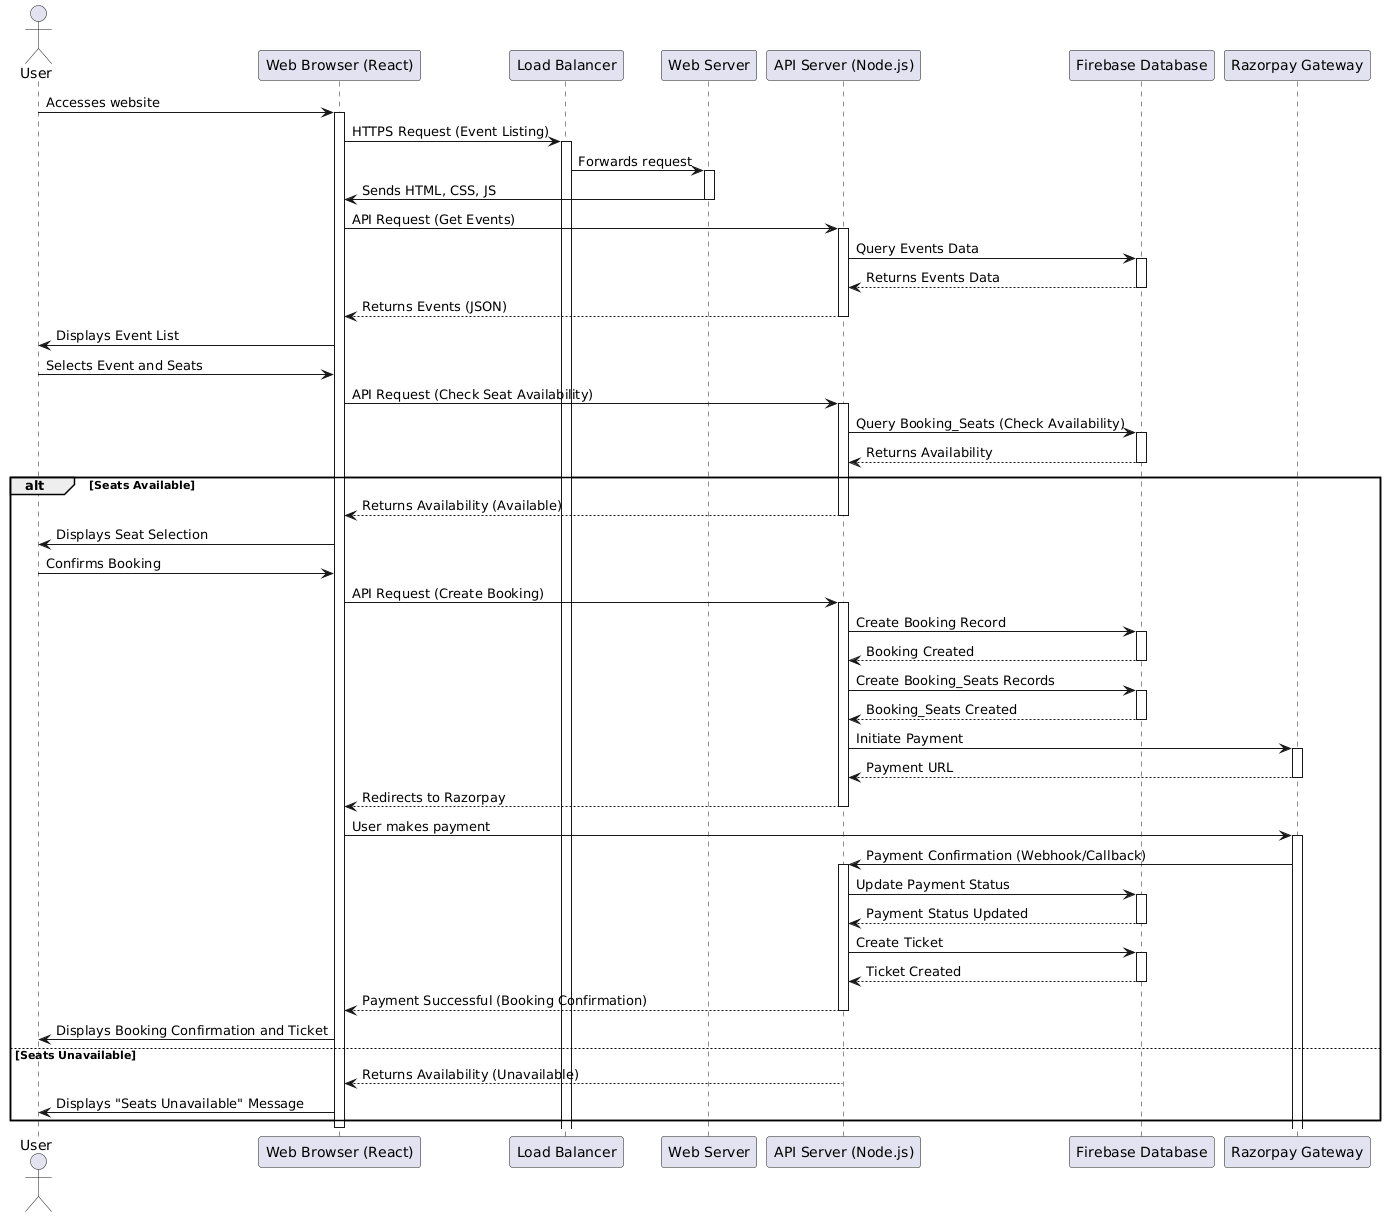 User
Web Browser (React)
Load Balancer
Web Server
API Server (Node.js)
Firebase Database
Razorpay Gateway
Accesses website
HTTPS Request (Event Listing)
Forwards request
Sends HTML, CSS, JS
API Request (Get Events)
Query Events Data
Returns Events Data
Returns Events (JSON)
Displays Event List
Selects Event and Seats
API Request (Check Seat Availability)
Query Booking_Seats (Check Availability)
Returns Availability
alt
[Seats Available]
Returns Availability (Available)
Displays Seat Selection
Confirms Booking
API Request (Create Booking)
Create Booking Record
Booking Created
Create Booking_Seats Records
Booking_Seats Created
Initiate Payment
Payment URL
Redirects to Razorpay
User makes payment
Payment Confirmation (Webhook/Callback)
Update Payment Status
Payment Status Updated
Create Ticket
Ticket Created
Payment Successful (Booking Confirmation)
Displays Booking Confirmation and Ticket
[Seats Unavailable]
Returns Availability (Unavailable)
Displays "Seats Unavailable" Message
User
Web Browser (React)
Load Balancer
Web Server
API Server (Node.js)
Firebase Database
Razorpay Gateway